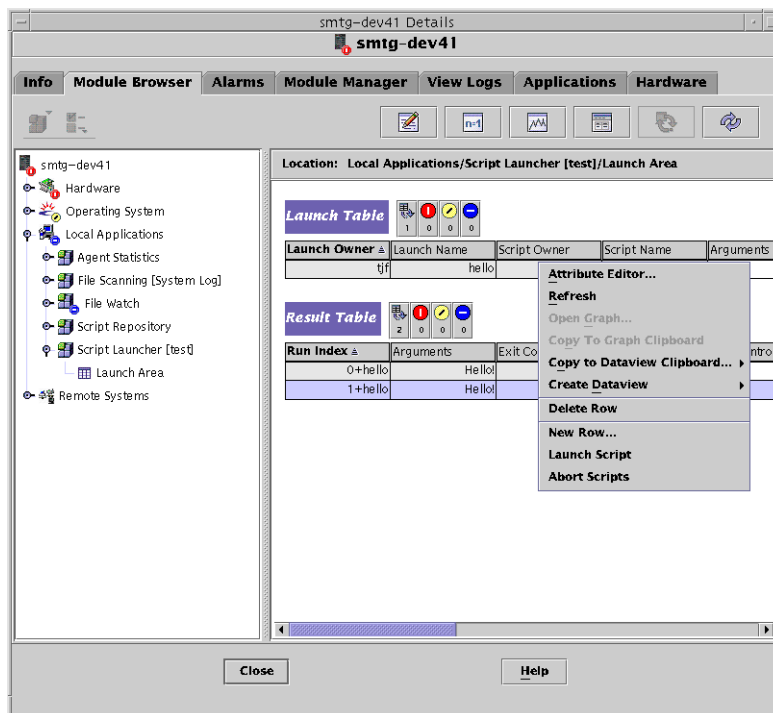 smtg-dev41 Details
smtg-dev41
Info Module Browser Alarms Module Manager View Logs Applications Hardware
n=1
smtg-dev41
Hardware
Operating System
Local Applications
Agent Statistics
File Scanning [System Log]
File Watch
Script Repository
Script Launcher [test]
Launch Area
Remote Systems
Location: Local Applications/Script Launcher [test]/Launch Area
Launch Table 1 0 0 0
Launch Owner Launch Name Script Owner Script Name Arguments
tjf hello
Result Table 2 0 0 0
Run Index Arguments Exit Co ntro
0+hello Hello!
1+hello Hello!
Attribute Editor...
Refresh
Open Graph...
Copy To Graph Clipboard
Copy to Dataview Clipboard...
Create Dataview
Delete Row
New Row...
Launch Script
Abort Scripts
Close Help